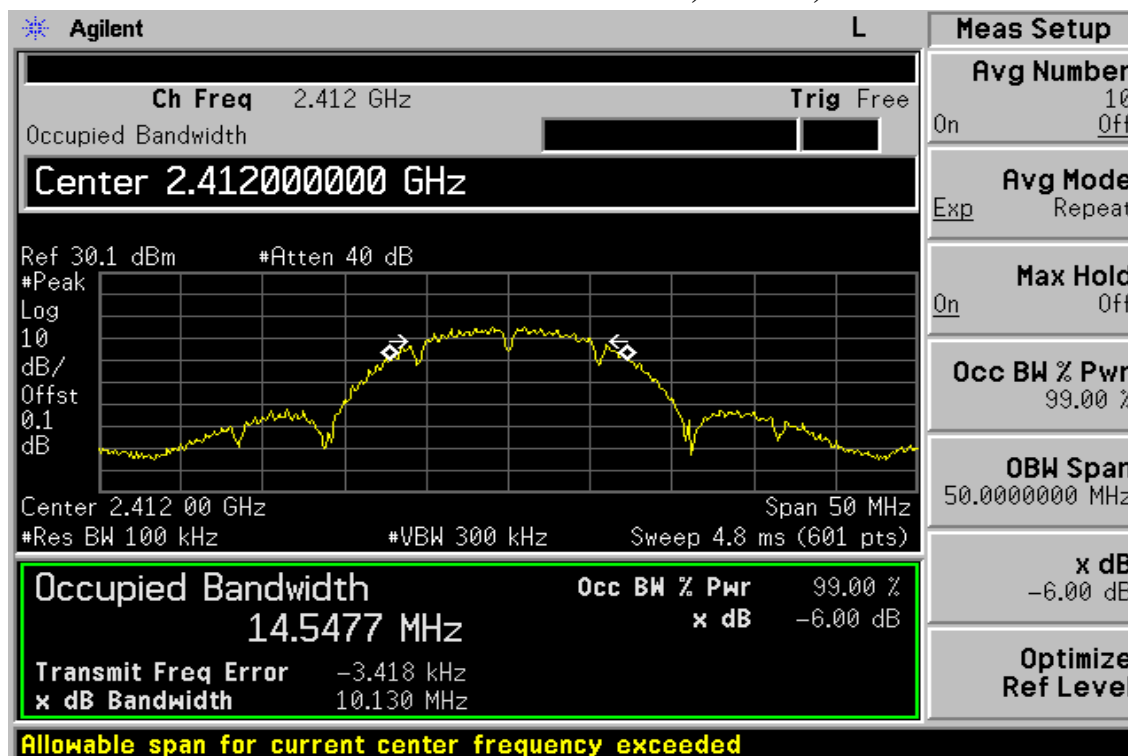 Agilent L
Ch Freq 2.412 GHz Trig Free
Occupied Bandwidth
Center 2.412000000 GHz
Ref 30.1 dBm #Atten 40 dB
#Peak
Log
10
dB/
Offst
0.1
dB
Center 2.412 00 GHz Span 50 MHz
#Res BW 100 kHz #VBW 300 kHz Sweep 4.8 ms (601 pts)
Occupied Bandwidth Occ BW % Pwr 99.00 %
14.5477 MHz x dB -6.00 dB
Transmit Freq Error -3.418 kHz
x dB Bandwidth 10.130 MHz
Allowable span for current center frequency exceeded
Meas Setup
Avg Number
10
On Off
Avg Mode
Exp Repeat
Max Hold
On Off
Occ BW % Pwr
99.00 %
OBW Span
50.0000000 MHz
x dB
-6.00 dB
Optimize
Ref Level